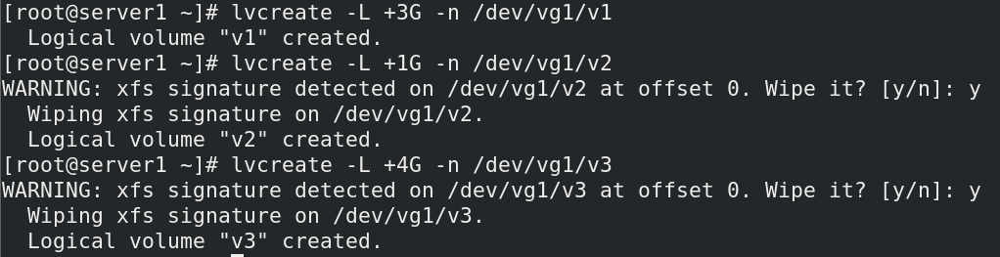 [root@server1 ~]# lvcreate -L +3G -n /dev/vg1/v1
  Logical volume "v1" created.
[root@server1 ~]# lvcreate -L +1G -n /dev/vg1/v2
WARNING: xfs signature detected on /dev/vg1/v2 at offset 0. Wipe it? [y/n]: y
  Wiping xfs signature on /dev/vg1/v2.
  Logical volume "v2" created.
[root@server1 ~]# lvcreate -L +4G -n /dev/vg1/v3
WARNING: xfs signature detected on /dev/vg1/v3 at offset 0. Wipe it? [y/n]: y
  Wiping xfs signature on /dev/vg1/v3.
  Logical volume "v3" created.